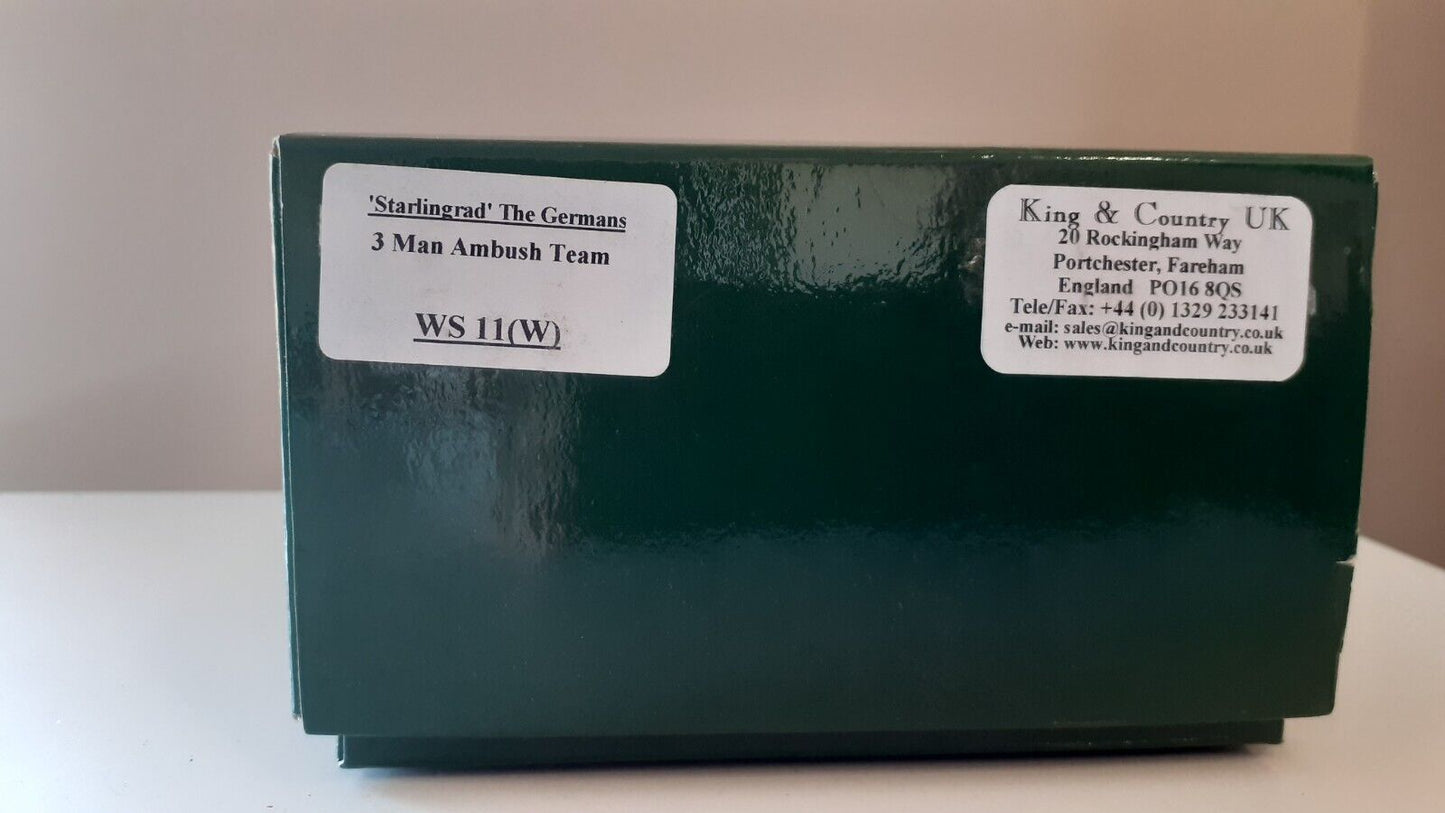 'Starlingrad' The Germans
3 Man Ambush Team
WS 11(W)
King & Country UK
20 Rockingham Way
Portchester, Fareham
England PO16 8QS
Tele/Fax: +44 (0) 1329 233141
e-mail: sales@kingandcountry.co.uk
Web: www.kingandcountry.co.uk